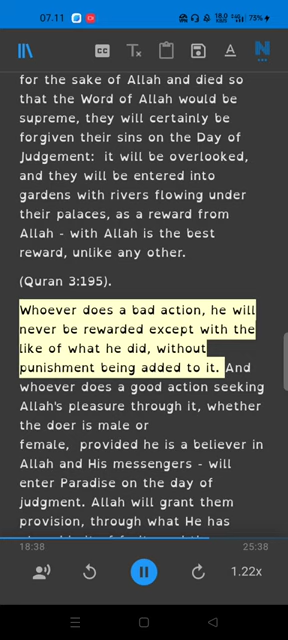 07.11
18.0
73%
CC
for the sake of Allah and died so
that the Word of Allah would be
supreme, they will certainly be
forgiven their sins on the Day of
Judgement:  it will be overlooked,
and they will be entered into
gardens with rivers flowing under
their palaces, as a reward from
Allah - with Allah is the best
reward, unlike any other.
(Quran 3:195).
Whoever does a bad action, he will
never be rewarded except with the
like of what he did, without
punishment being added to it. And
whoever does a good action seeking
Allah's pleasure through it, whether
the doer is male or
female,  provided he is a believer in
Allah and His messengers - will
enter Paradise on the day of
judgment. Allah will grant them
provision, through what He has
18:38 25:38
1.22x